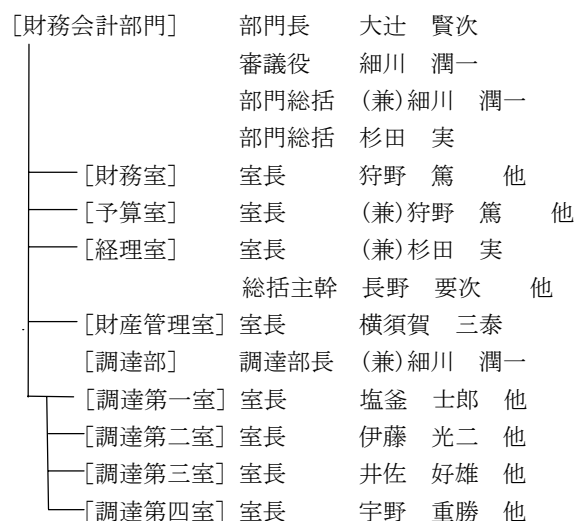 [財務会計部門] 部門長 大辻 賢次
審議役 細川 潤一
部門総括 (兼)細川 潤一
部門総括 杉田 実
[財務室] 室長 狩野 篤 他
[予算室] 室長 (兼)狩野 篤 他
[経理室] 室長 (兼)杉田 実
総括主幹 長野 要次 他
[財産管理室] 室長 横須賀 三泰
[調達部] 調達部長 (兼)細川 潤一
[調達第一室] 室長 塩釜 士郎 他
[調達第二室] 室長 伊藤 光二 他
[調達第三室] 室長 井佐 好雄 他
[調達第四室] 室長 宇野 重勝 他